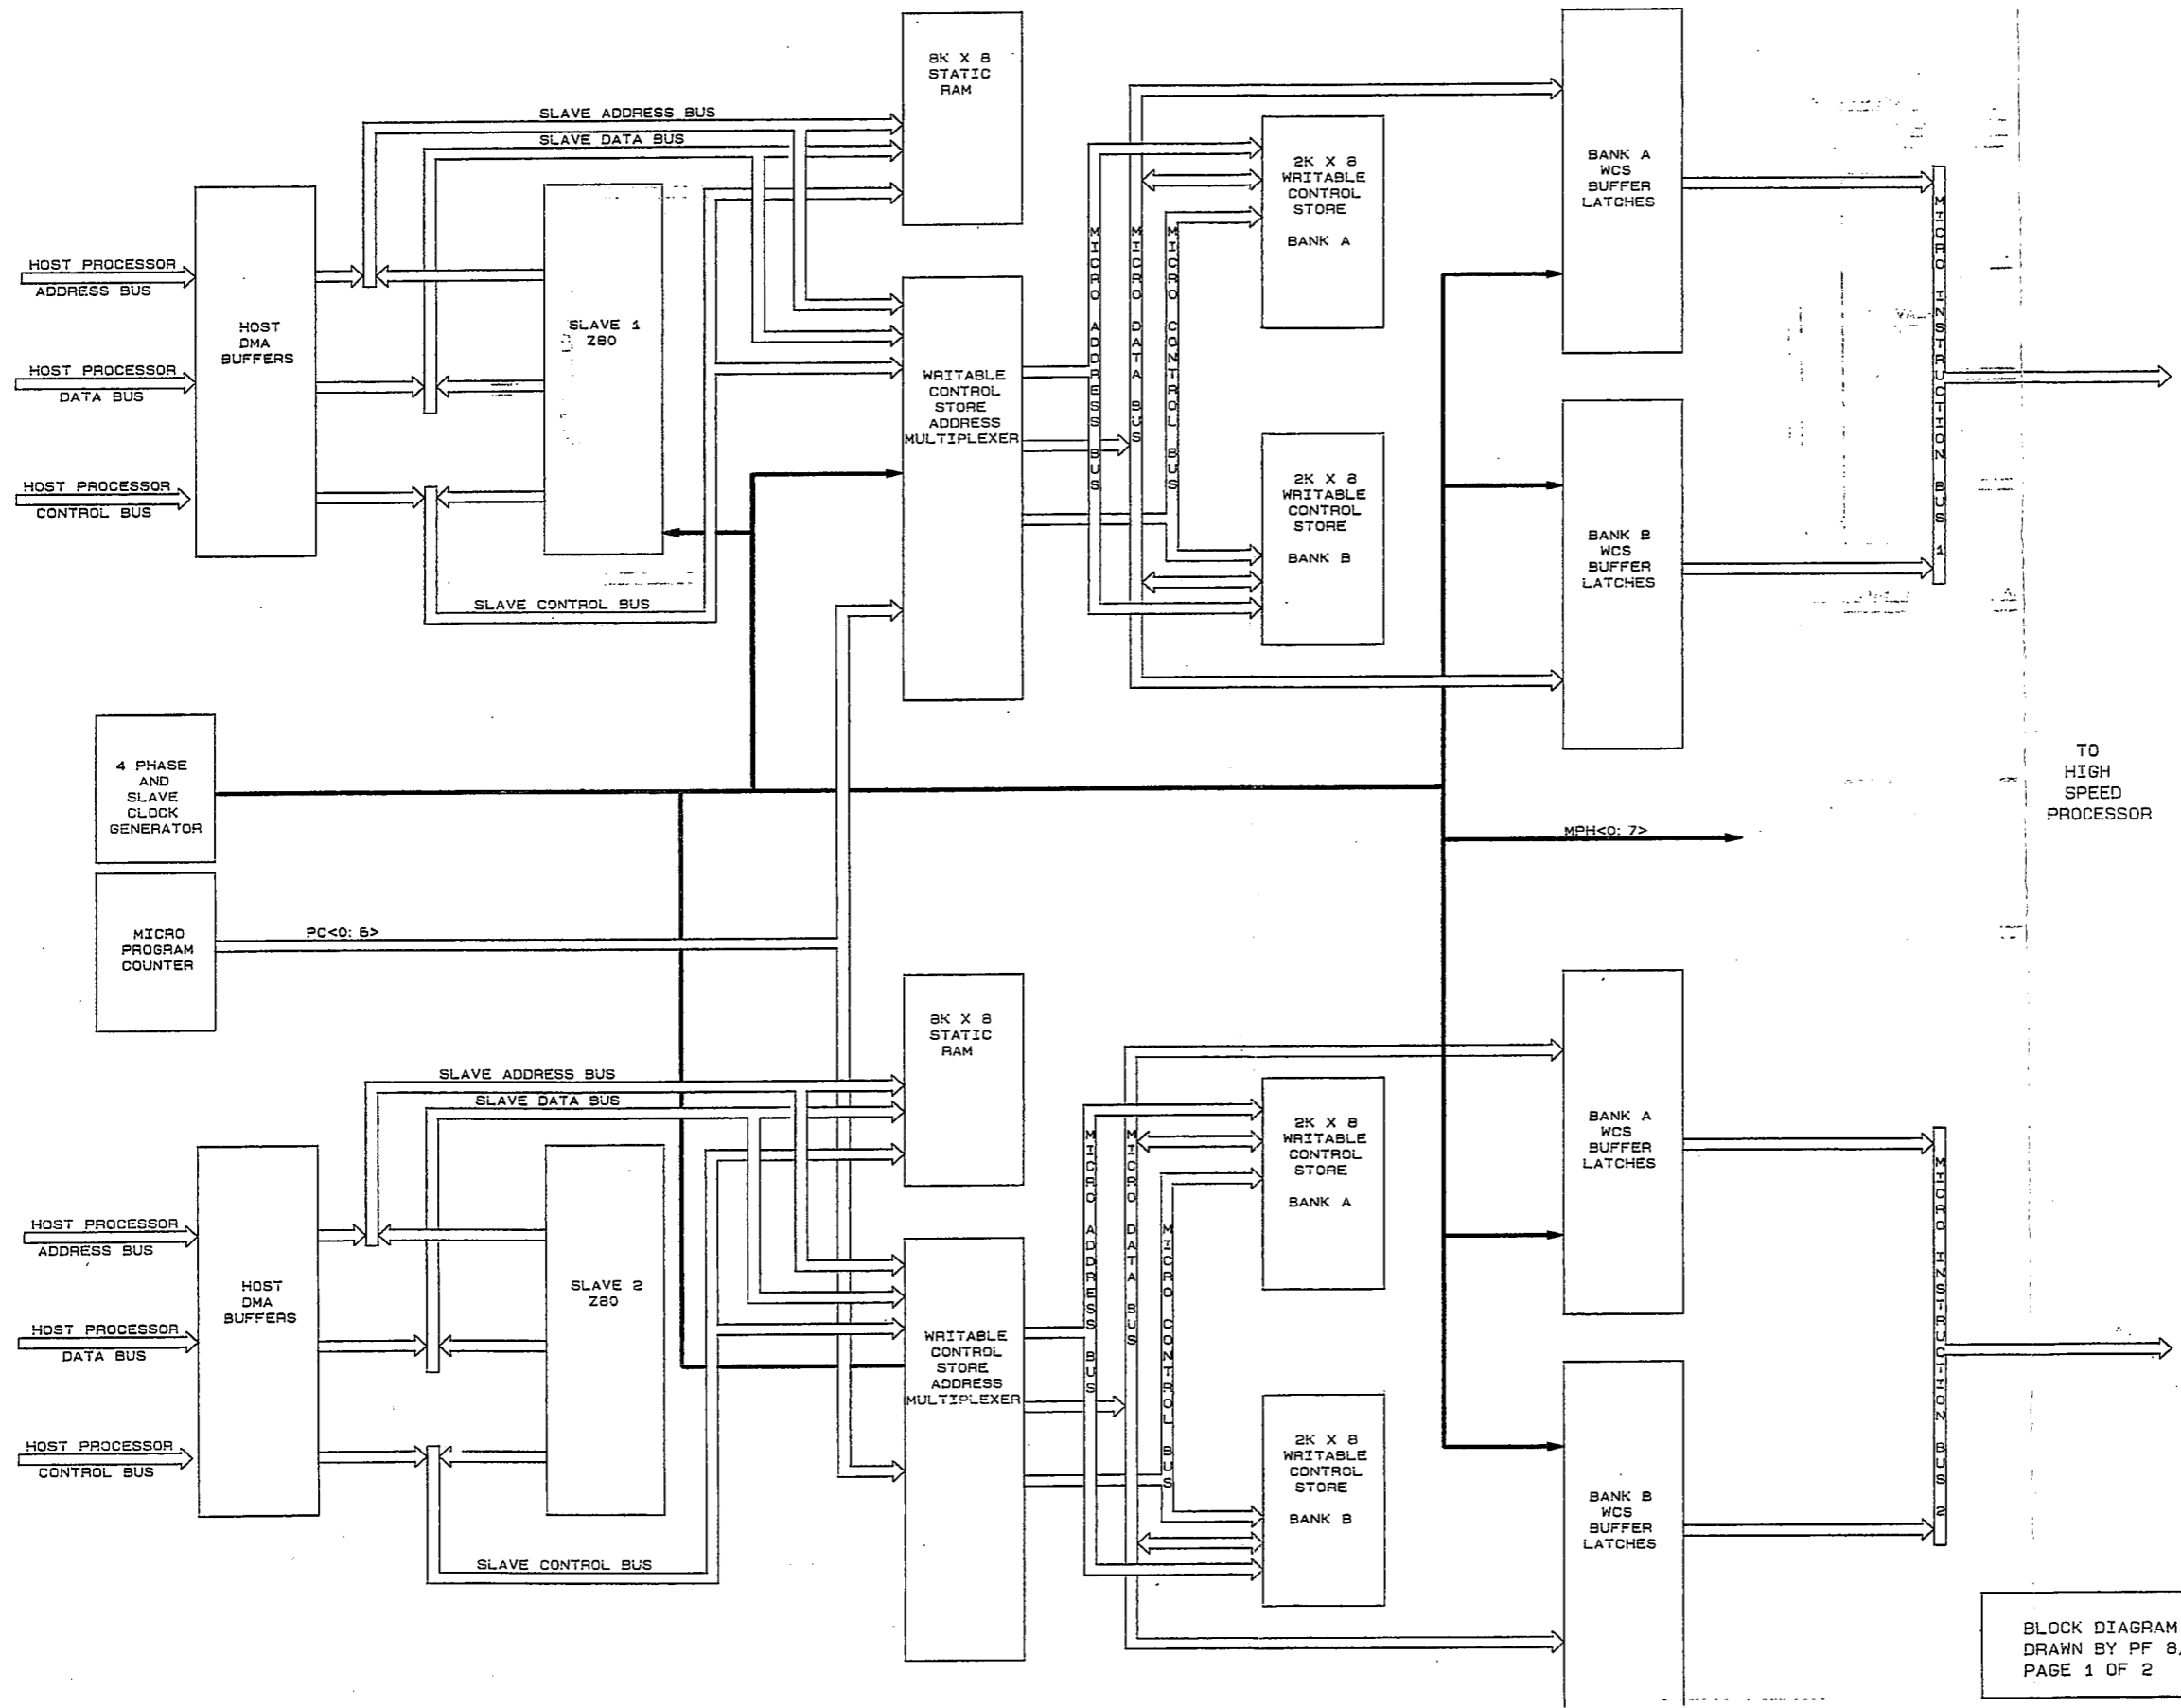 8K X 8
STATIC
RAM
SLAVE ADDRESS BUS
SLAVE DATA BUS
HOST PROCESSOR
ADDRESS BUS
HOST PROCESSOR
DATA BUS
HOST PROCESSOR
CONTROL BUS
HOST
DMA
BUFFERS
SLAVE 1
Z80
SLAVE CONTROL BUS
WRITABLE
CONTROL
STORE
ADDRESS
MULTIPLEXER
MICRO ADDRESS BUS
MICRO DATA BUS
MICRO CONTROL BUS
2K X 8
WRITABLE
CONTROL
STORE
BANK A
2K X 8
WRITABLE
CONTROL
STORE
BANK B
BANK A
WCS
BUFFER
LATCHES
BANK B
WCS
BUFFER
LATCHES
MICRO INSTRUCTION BUS 1
4 PHASE
AND
SLAVE
CLOCK
GENERATOR
MICRO
PROGRAM
COUNTER
PC<0:6>
MPH<0:7>
TO
HIGH
SPEED
PROCESSOR
8K X 8
STATIC
RAM
SLAVE ADDRESS BUS
SLAVE DATA BUS
HOST PROCESSOR
ADDRESS BUS
HOST PROCESSOR
DATA BUS
HOST PROCESSOR
CONTROL BUS
HOST
DMA
BUFFERS
SLAVE 2
Z80
SLAVE CONTROL BUS
WRITABLE
CONTROL
STORE
ADDRESS
MULTIPLEXER
MICRO ADDRESS BUS
MICRO DATA BUS
MICRO CONTROL BUS
2K X 8
WRITABLE
CONTROL
STORE
BANK A
2K X 8
WRITABLE
CONTROL
STORE
BANK B
BANK A
WCS
BUFFER
LATCHES
BANK B
WCS
BUFFER
LATCHES
MICRO INSTRUCTION BUS 2
BLOCK DIAGRAM
DRAWN BY PF 8
PAGE 1 OF 2